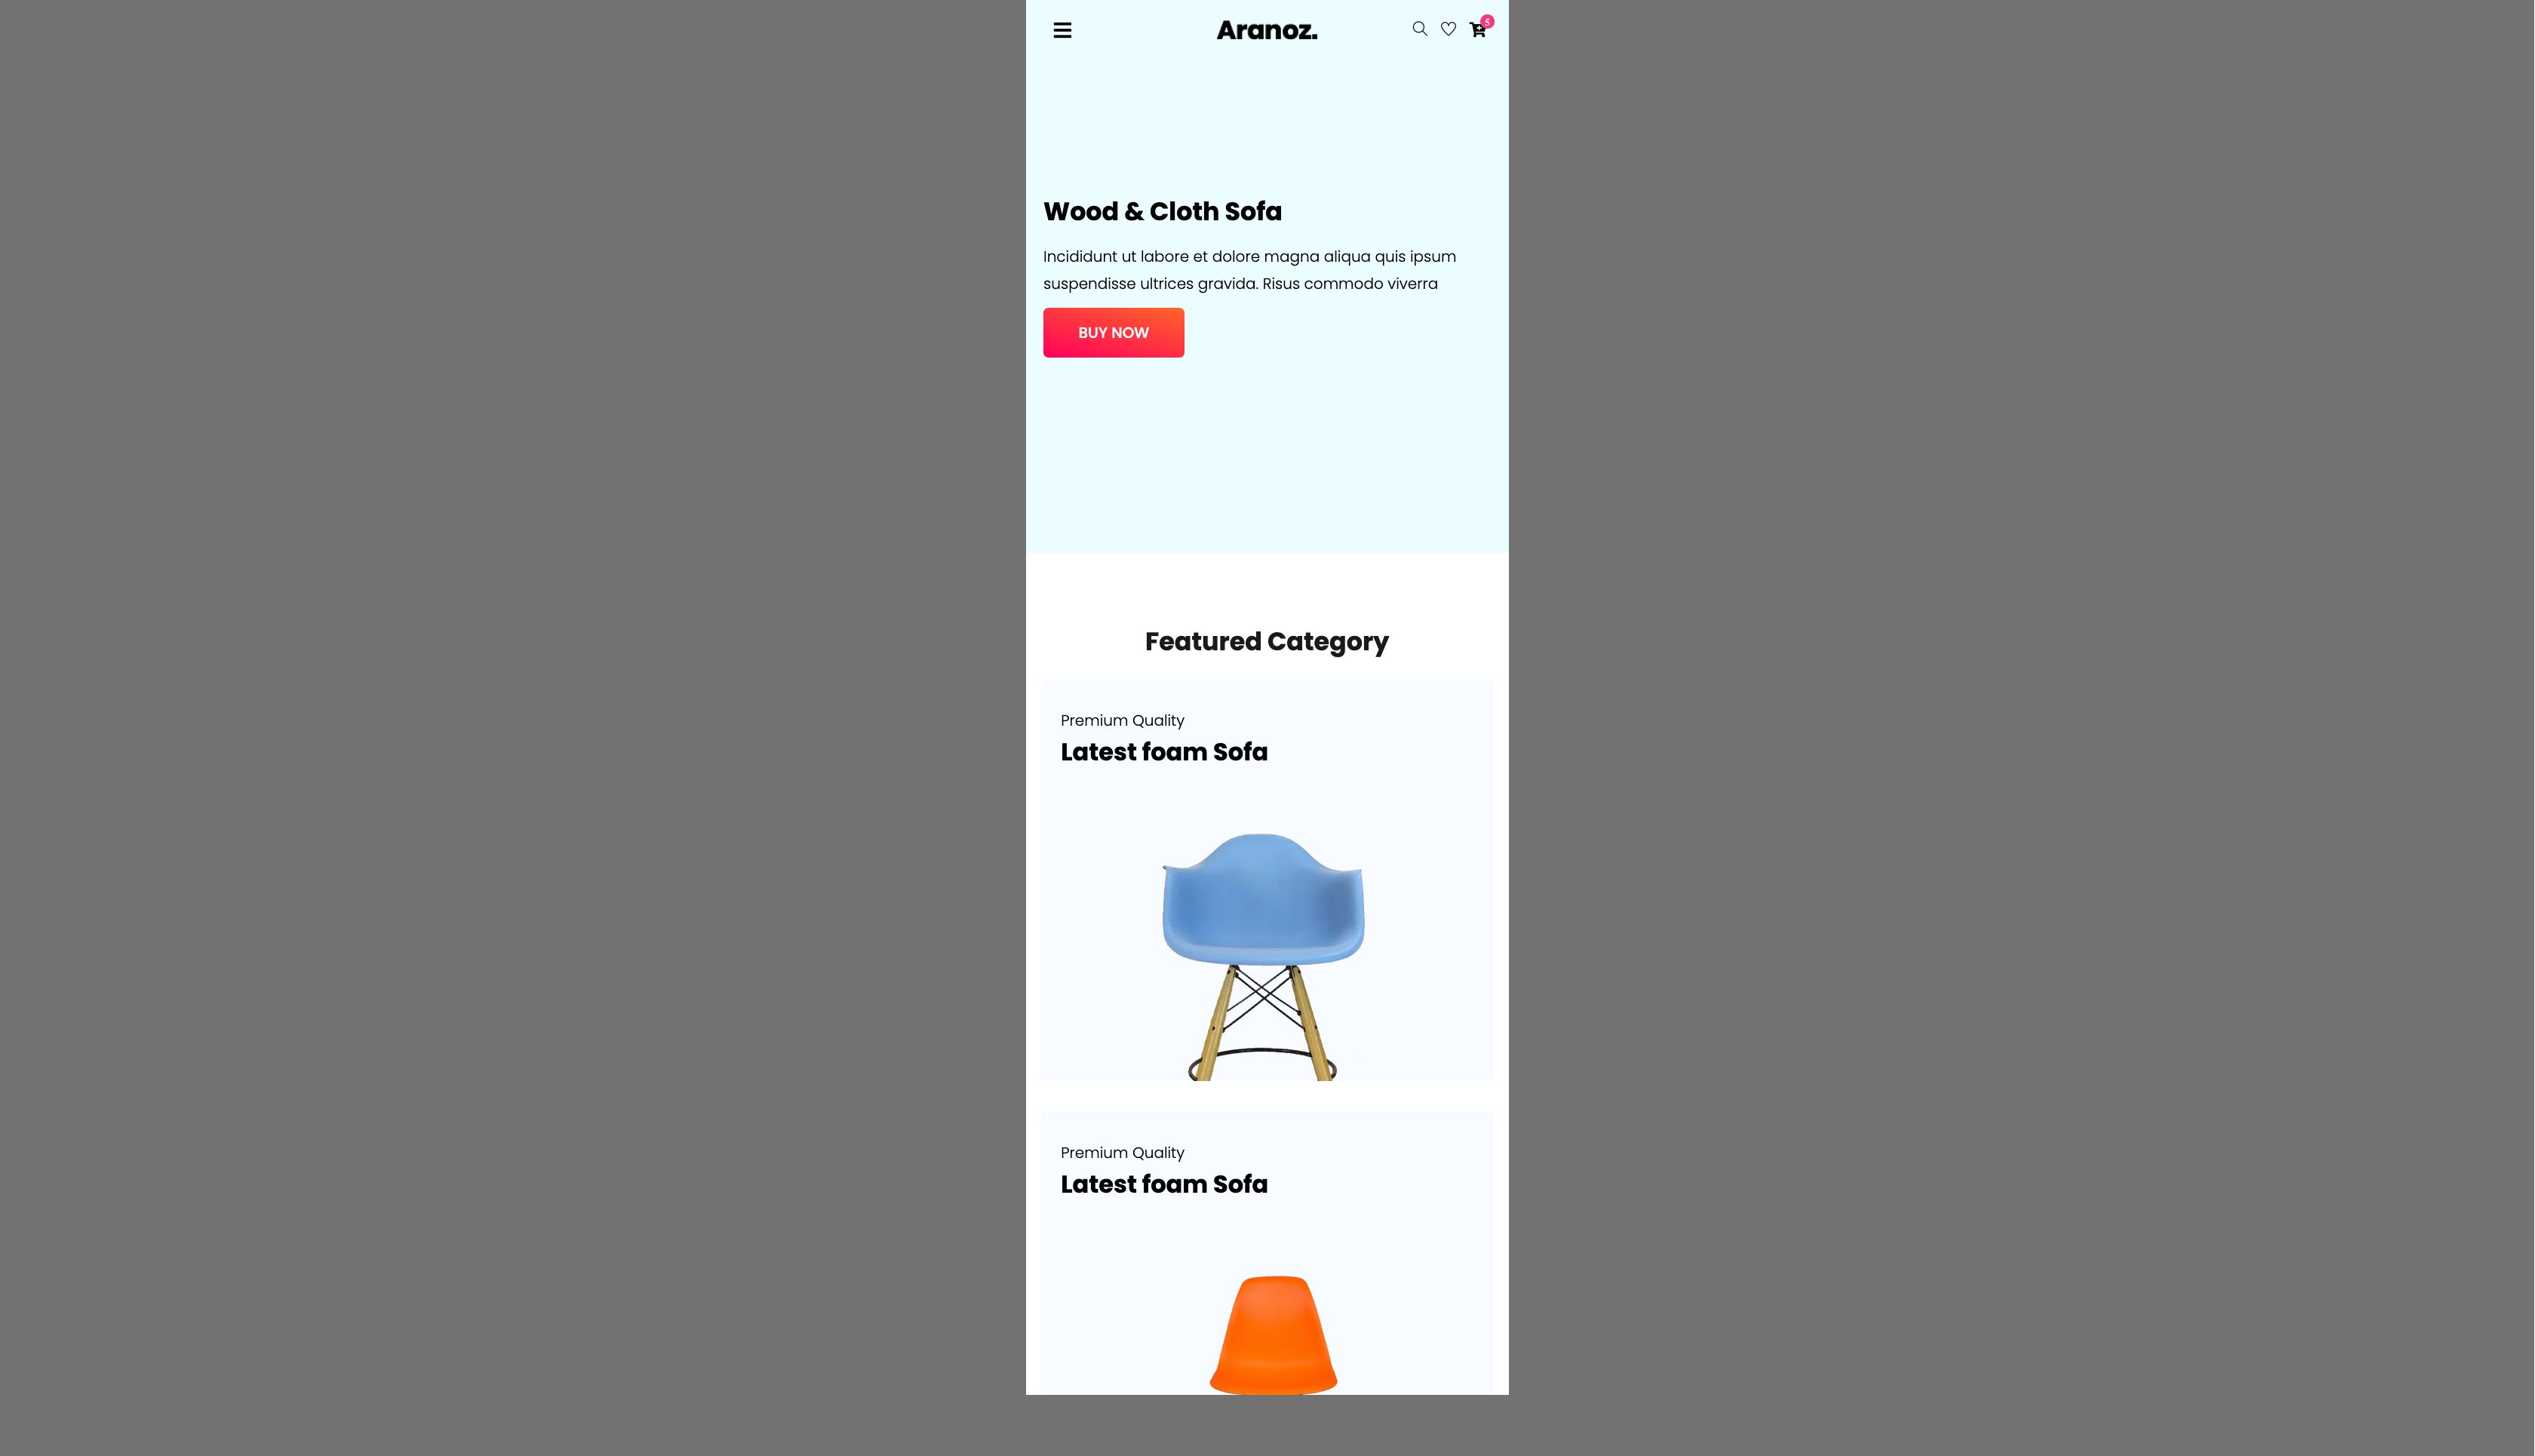 Aranoz.
5
Wood & Cloth Sofa
Incididunt ut labore et dolore magna aliqua quis ipsum
suspendisse ultrices gravida. Risus commodo viverra
BUY NOW
Featured Category
Premium Quality
Latest foam Sofa
Premium Quality
Latest foam Sofa